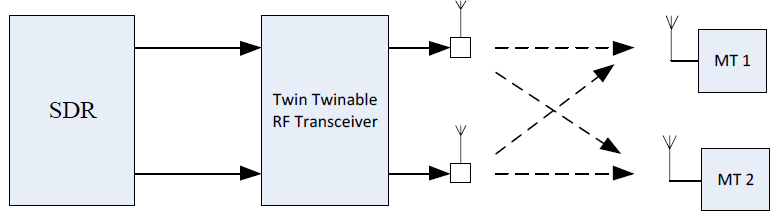 SDR
Twin Twinable
RF Transceiver
MT 1
MT 2